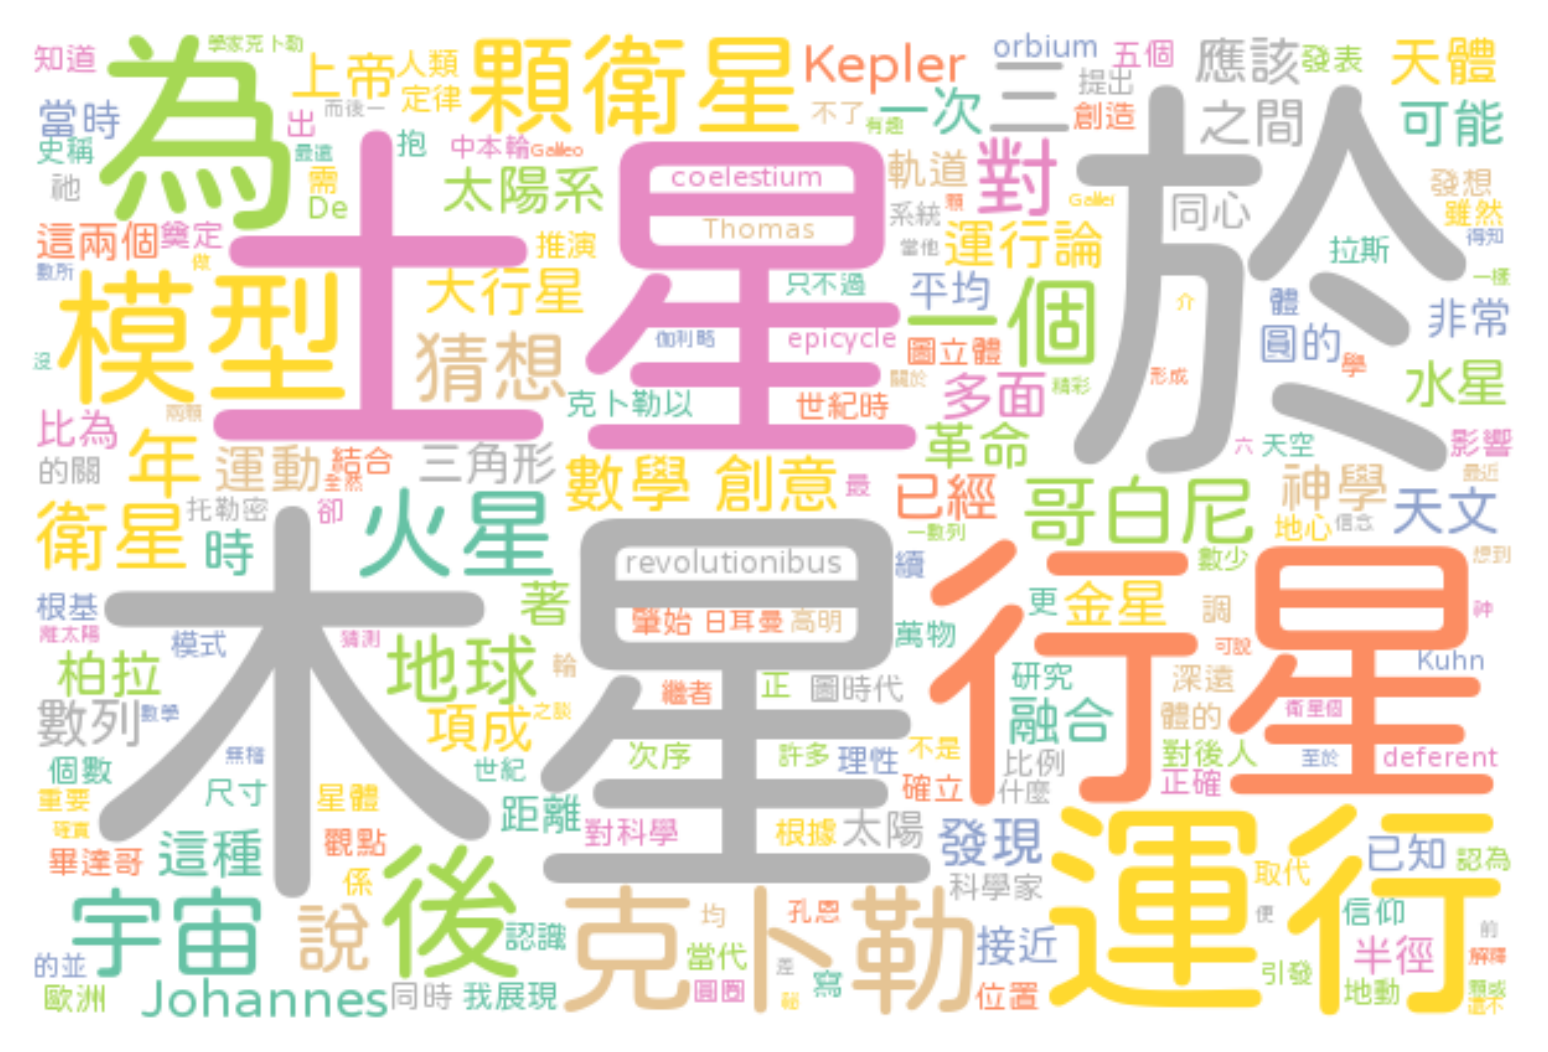 知道
學家克卜勒
上帝
人類
定律
而後一
顆衛星
Kepler
orbium
五個
提出
三
應該
發表
天體
當時
史稱
祂
為
出
最遠
抱
中本輪
Galileo
不了
有趣
一次
創造
之間
可能
需
De
太陽系
土星
coelestium
Thomas
軌道
系統
顆
當他
對
Galilei
運行論
於
同心
拉斯
發想
雖然
得知
一樣
這兩個
奠定
做
數所
模型
推演
大行星
只不過
平均
一個
介
體
圓的
學
非常
沒
猜想
伽利略
epicycle
圖立體
關於
多面
精彩
形成
水星
比為
兩顆
克卜勒以
世紀時
革命
六
天空
影響
的關
年
運動
結合
全然
三角形
數學
創意
最
已經
哥白尼
神學
最近
衛星
托勒密
卻
時
火星
一數列
地心
信念
天文
木星
revolutionibus
續
行星
數少
想到
根基
離太陽
模式
猜測
著
肇始
日耳曼
高明
更
金星
調
神
柏拉
地球
輪
萬物
可說
Kuhn
數列
數學
項成
之談
繼者
正
圖時代
研究
融合
深遠
體的
衛星個
個數
無稽
世紀
次序
許多
理性
不是
比例
對後人
至於
deferent
重要
尺寸
星體
距離
確立
什麼
正確
確實
畢達哥
這種
觀點
係
對科學
根據
太陽
發現
運行
已知
認為
宇宙
說
後
認識
克卜勒
均
孔恩
科學家
取代
便
信仰
前
的並
歐洲
Johannes
同時
我展現
當代
圓圈
差
寫
接近
位置
引發
半徑
地動
解釋